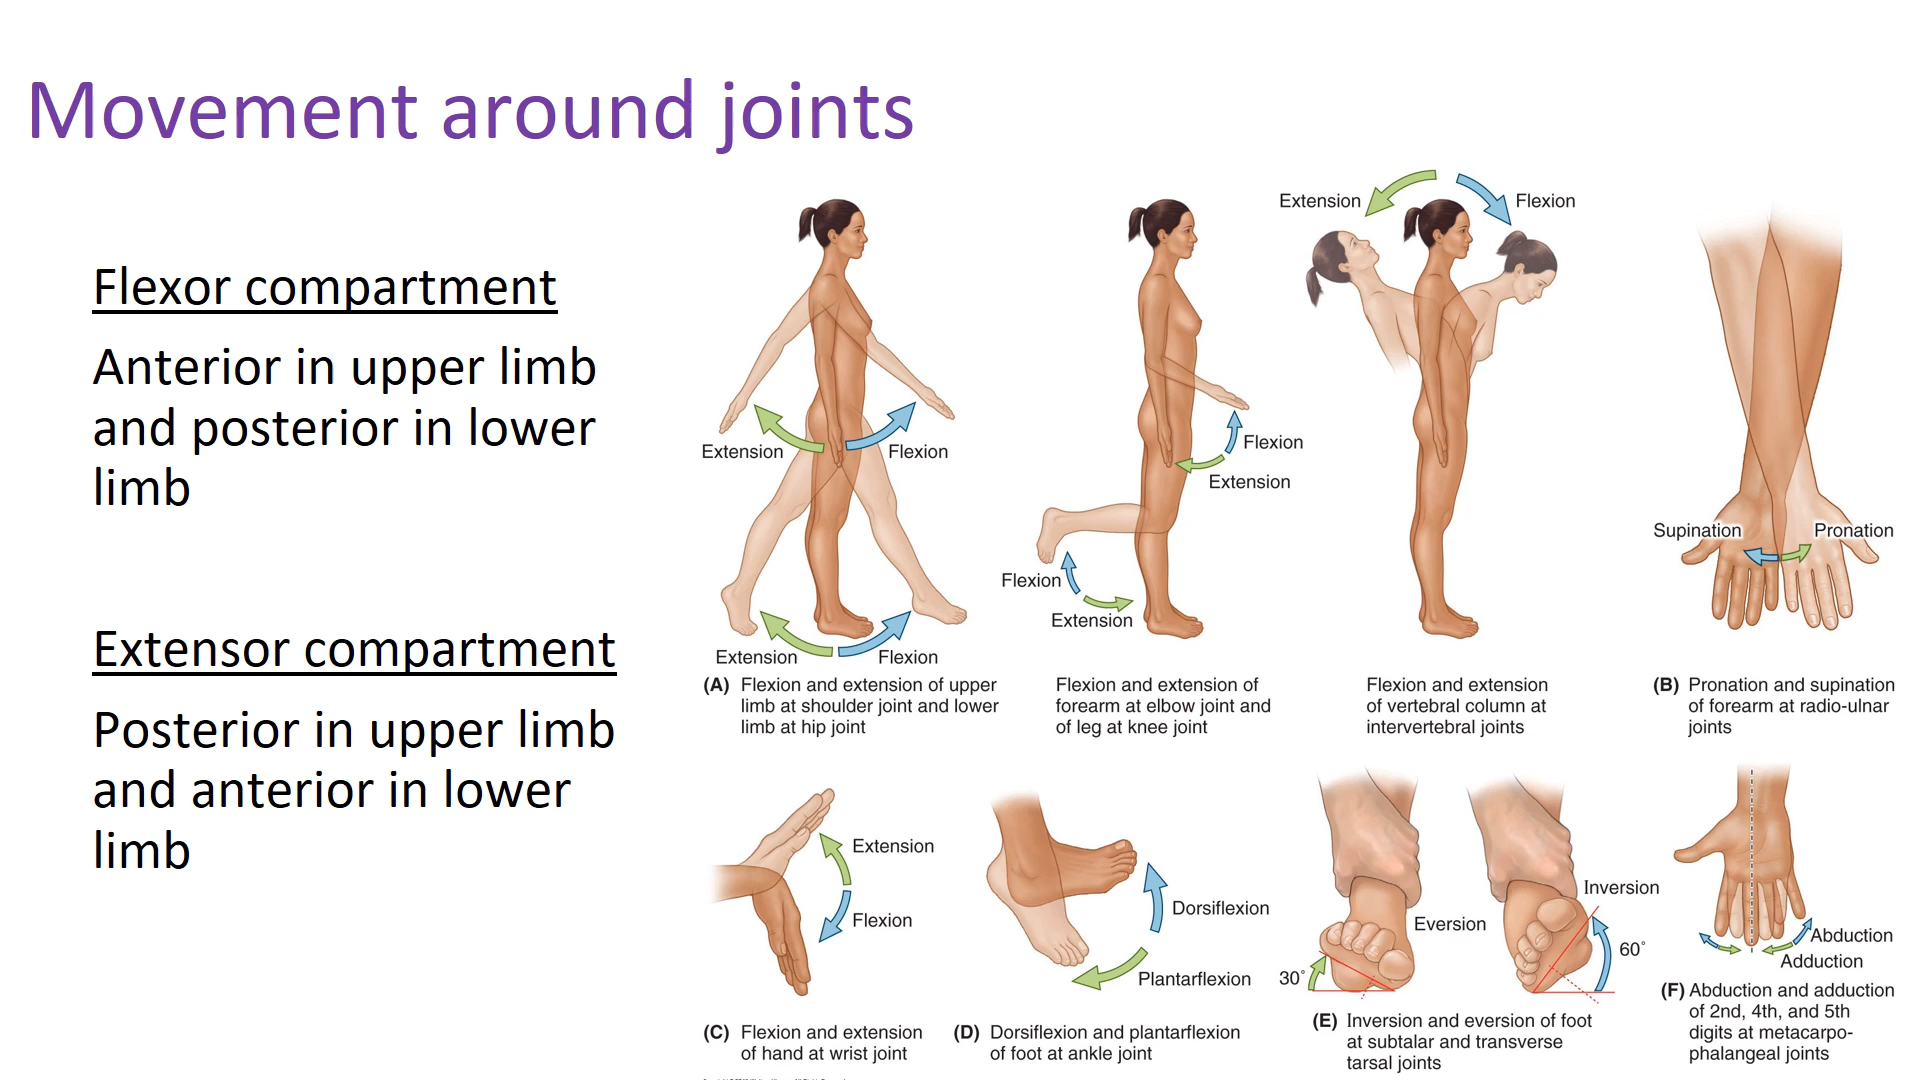 Movement around joints
Flexor compartment
Anterior in upper limb
and posterior in lower
limb
Extensor compartment
Posterior in upper limb
and anterior in lower
limb
Extension
Flexion
Extension
Flexion
(A) Flexion and extension of upper
limb at shoulder joint and lower
limb at hip joint
Flexion
Extension
Flexion
Extension
Flexion and extension of
forearm at elbow joint and
of leg at knee joint
Extension
Flexion
Flexion and extension
of vertebral column at
intervertebral joints
Supination
Pronation
(B) Pronation and supination
of forearm at radio-ulnar
joints
Extension
Flexion
(C) Flexion and extension
of hand at wrist joint
Dorsiflexion
Plantarflexion
(D) Dorsiflexion and plantarflexion
of foot at ankle joint
Eversion
30°
Inversion
60°
(E) Inversion and eversion of foot
at subtalar and transverse
tarsal joints
Abduction
Adduction
(F) Abduction and adduction
of 2nd, 4th, and 5th
digits at metacarpo-
phalangeal joints